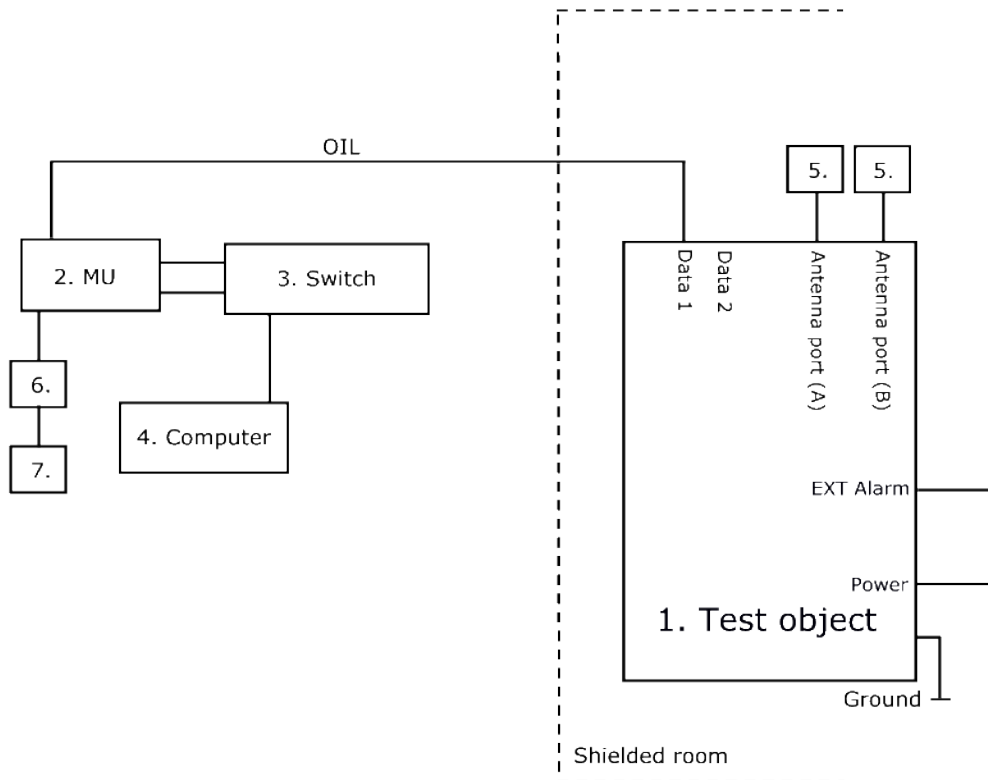 OIL
5.
5.
2. MU
3. Switch
Data 1
Data 2
Antenna port (A)
Antenna port (B)
6.
4. Computer
7.
EXT Alarm
Power
1. Test object
Ground
Shielded room